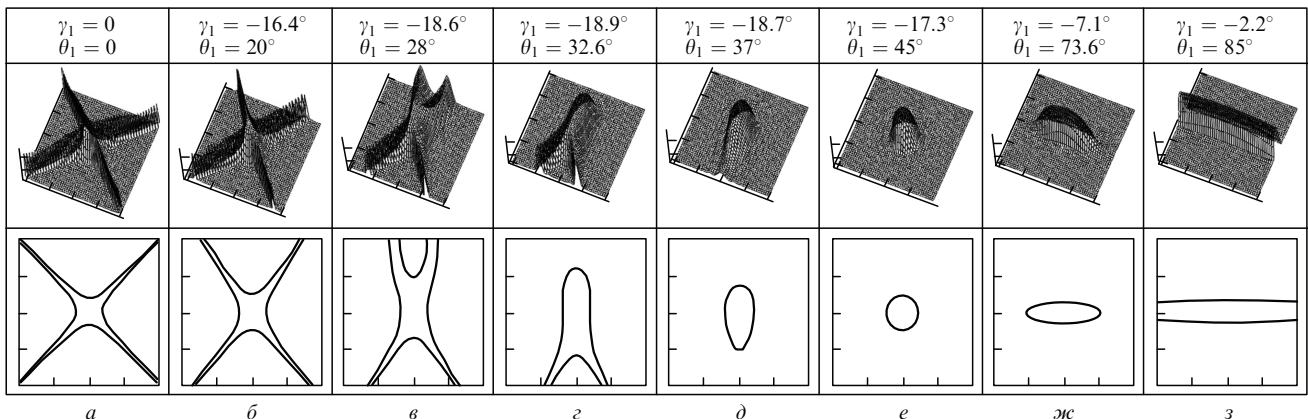 γ₁ = 0
θ₁ = 0
γ₁ = −16.4°
θ₁ = 20°
γ₁ = −18.6°
θ₁ = 28°
γ₁ = −18.9°
θ₁ = 32.6°
γ₁ = −18.7°
θ₁ = 37°
γ₁ = −17.3°
θ₁ = 45°
γ₁ = −7.1°
θ₁ = 73.6°
γ₁ = −2.2°
θ₁ = 85°
а
б
в
г
д
е
ж
з